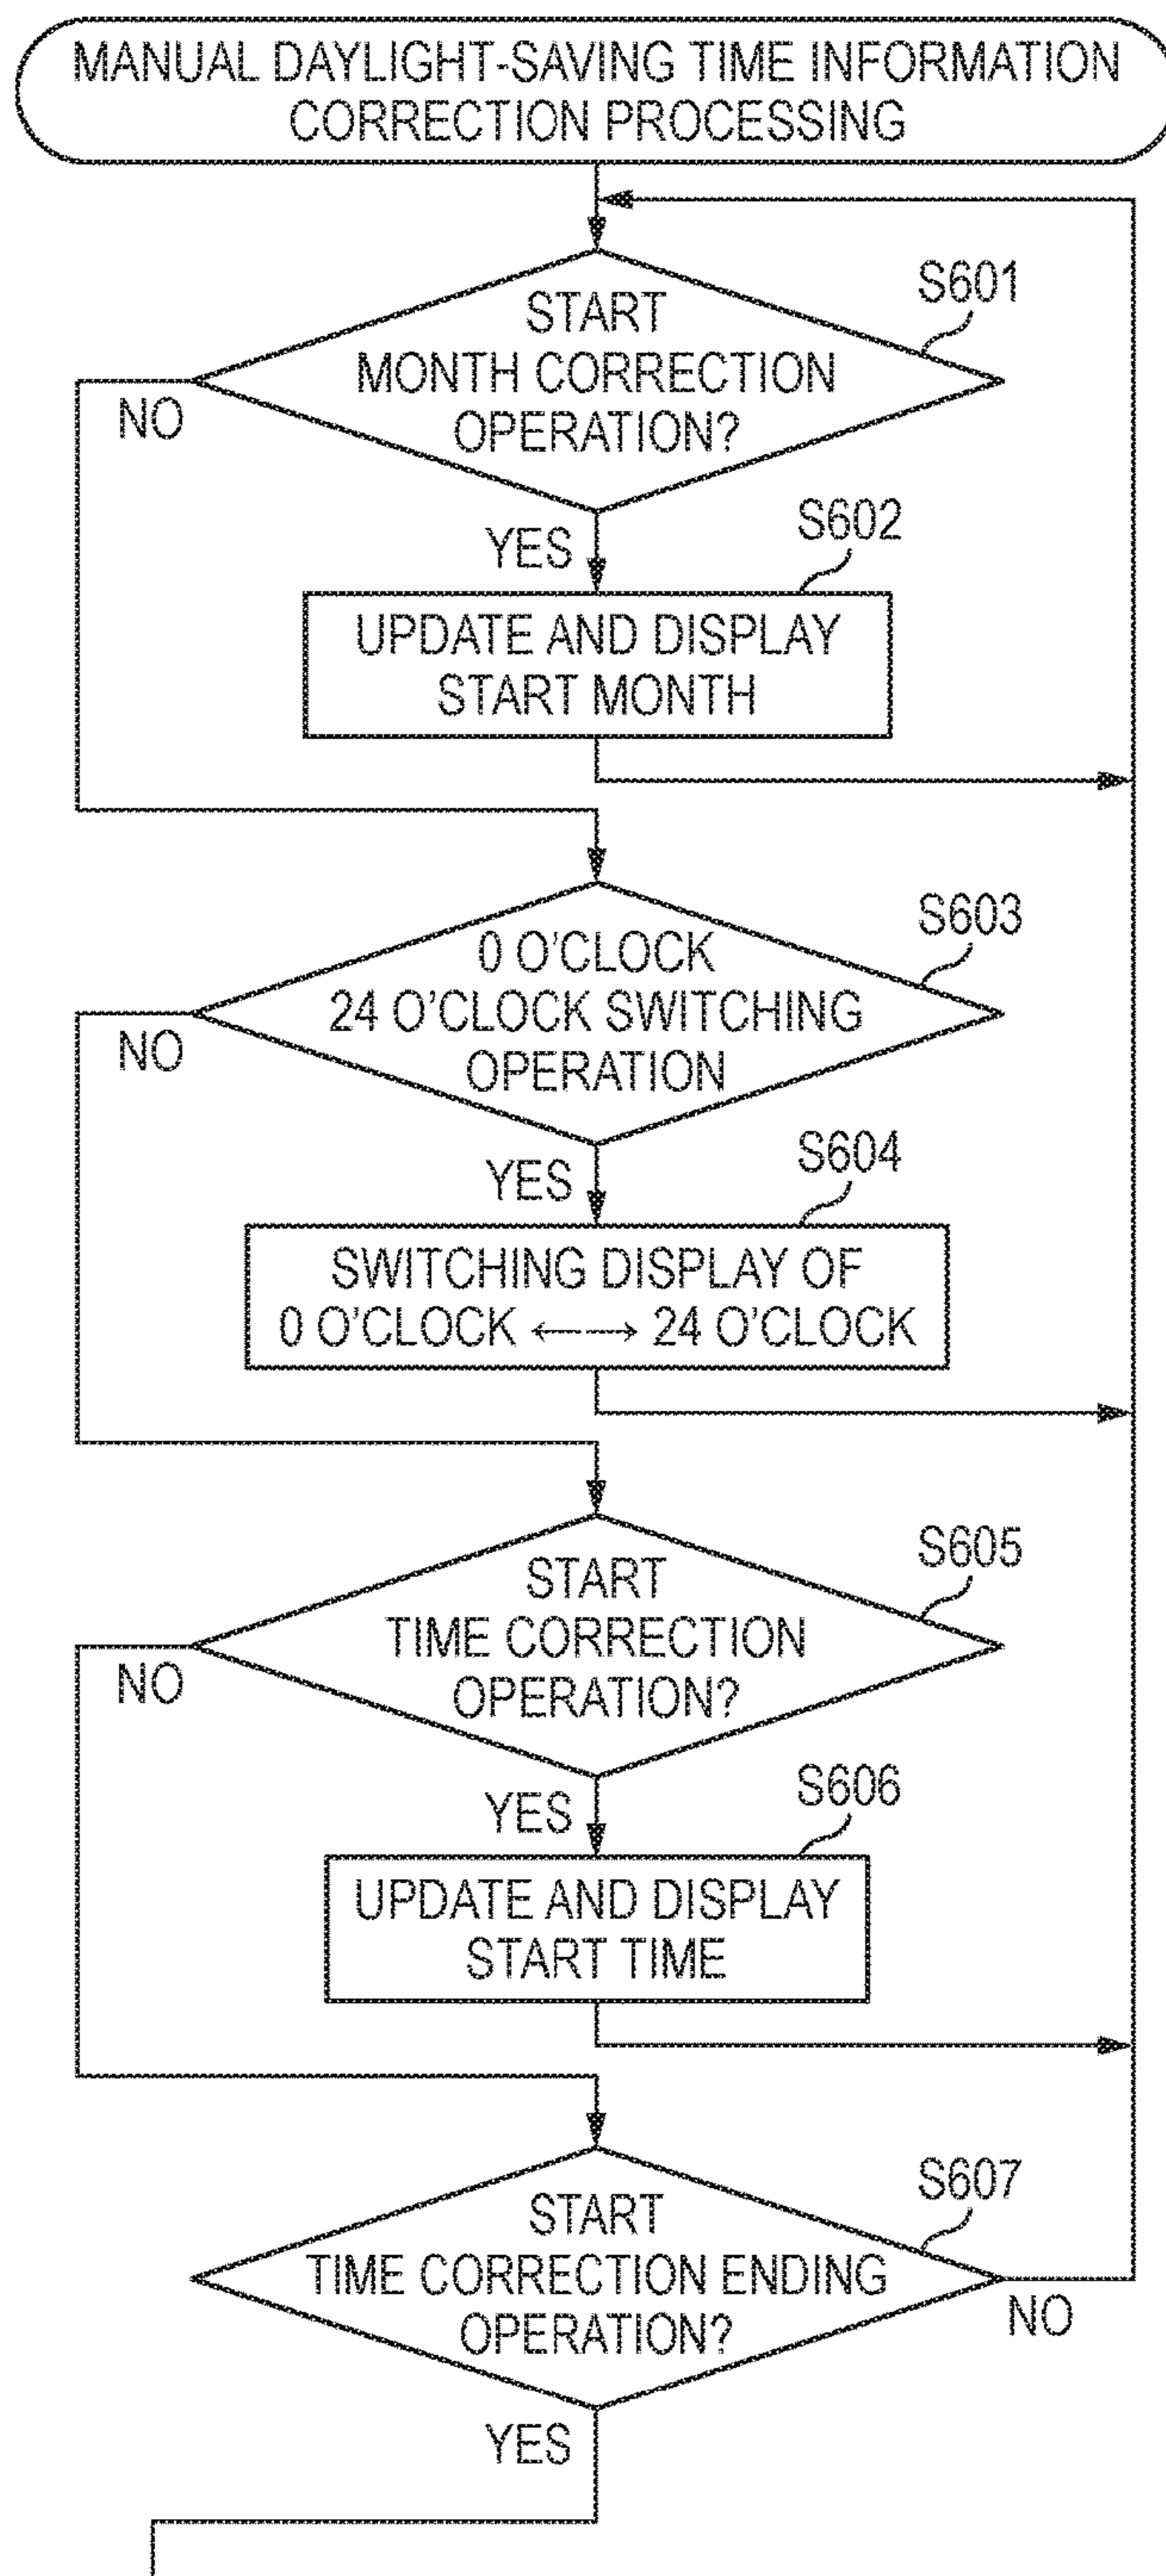 MANUAL DAYLIGHT-SAVING TIME INFORMATION
CORRECTION PROCESSING
S601
START
MONTH CORRECTION
OPERATION?
NO
YES
S602
UPDATE AND DISPLAY
START MONTH
S603
0 O'CLOCK
24 O'CLOCK SWITCHING
OPERATION
NO
YES
S604
SWITCHING DISPLAY OF
0 O'CLOCK ←--→ 24 O'CLOCK
S605
START
TIME CORRECTION
OPERATION?
NO
YES
S606
UPDATE AND DISPLAY
START TIME
S607
START
TIME CORRECTION ENDING
OPERATION?
NO
YES